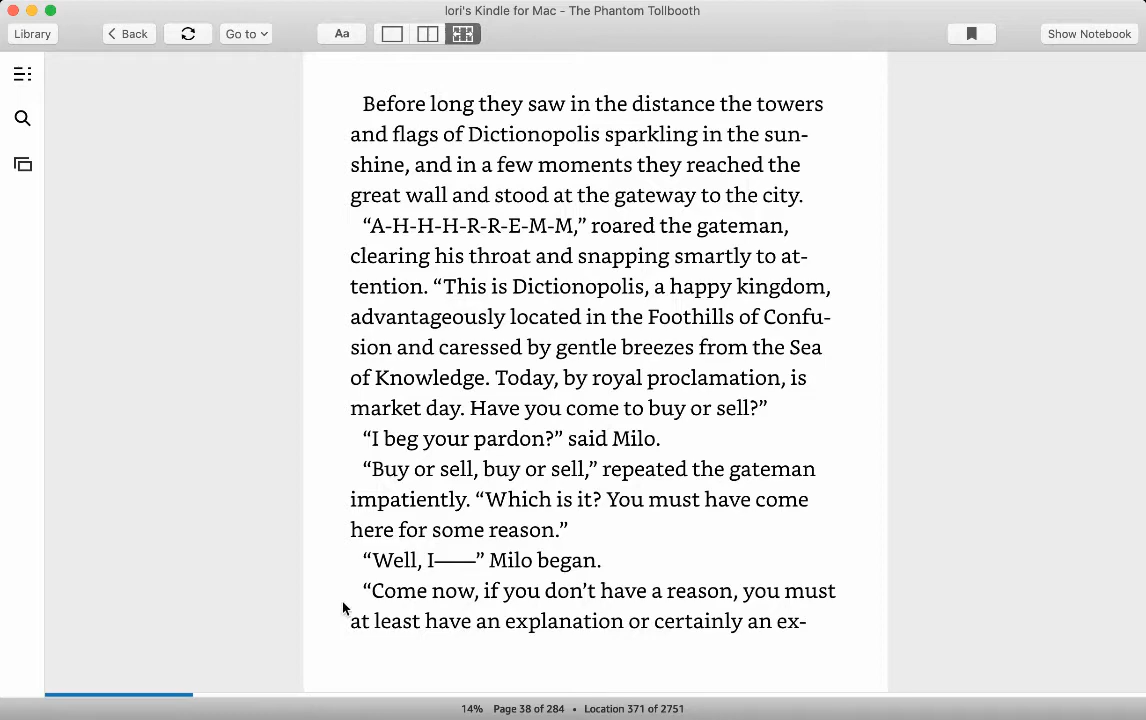 lori's Kindle for Mac - The Phantom Tollbooth
Library
Back
Go to
Aa
Show Notebook
Before long they saw in the distance the towers
and flags of Dictionopolis sparkling in the sun-
shine, and in a few moments they reached the
great wall and stood at the gateway to the city.
“A-H-H-H-R-R-E-M-M,” roared the gateman,
clearing his throat and snapping smartly to at-
tention. “This is Dictionopolis, a happy kingdom,
advantageously located in the Foothills of Confu-
sion and caressed by gentle breezes from the Sea
of Knowledge. Today, by royal proclamation, is
market day. Have you come to buy or sell?”
“I beg your pardon?” said Milo.
“Buy or sell, buy or sell,” repeated the gateman
impatiently. “Which is it? You must have come
here for some reason.”
“Well, I——” Milo began.
“Come now, if you don’t have a reason, you must
at least have an explanation or certainly an ex-
14% Page 38 of 284 • Location 371 of 2751